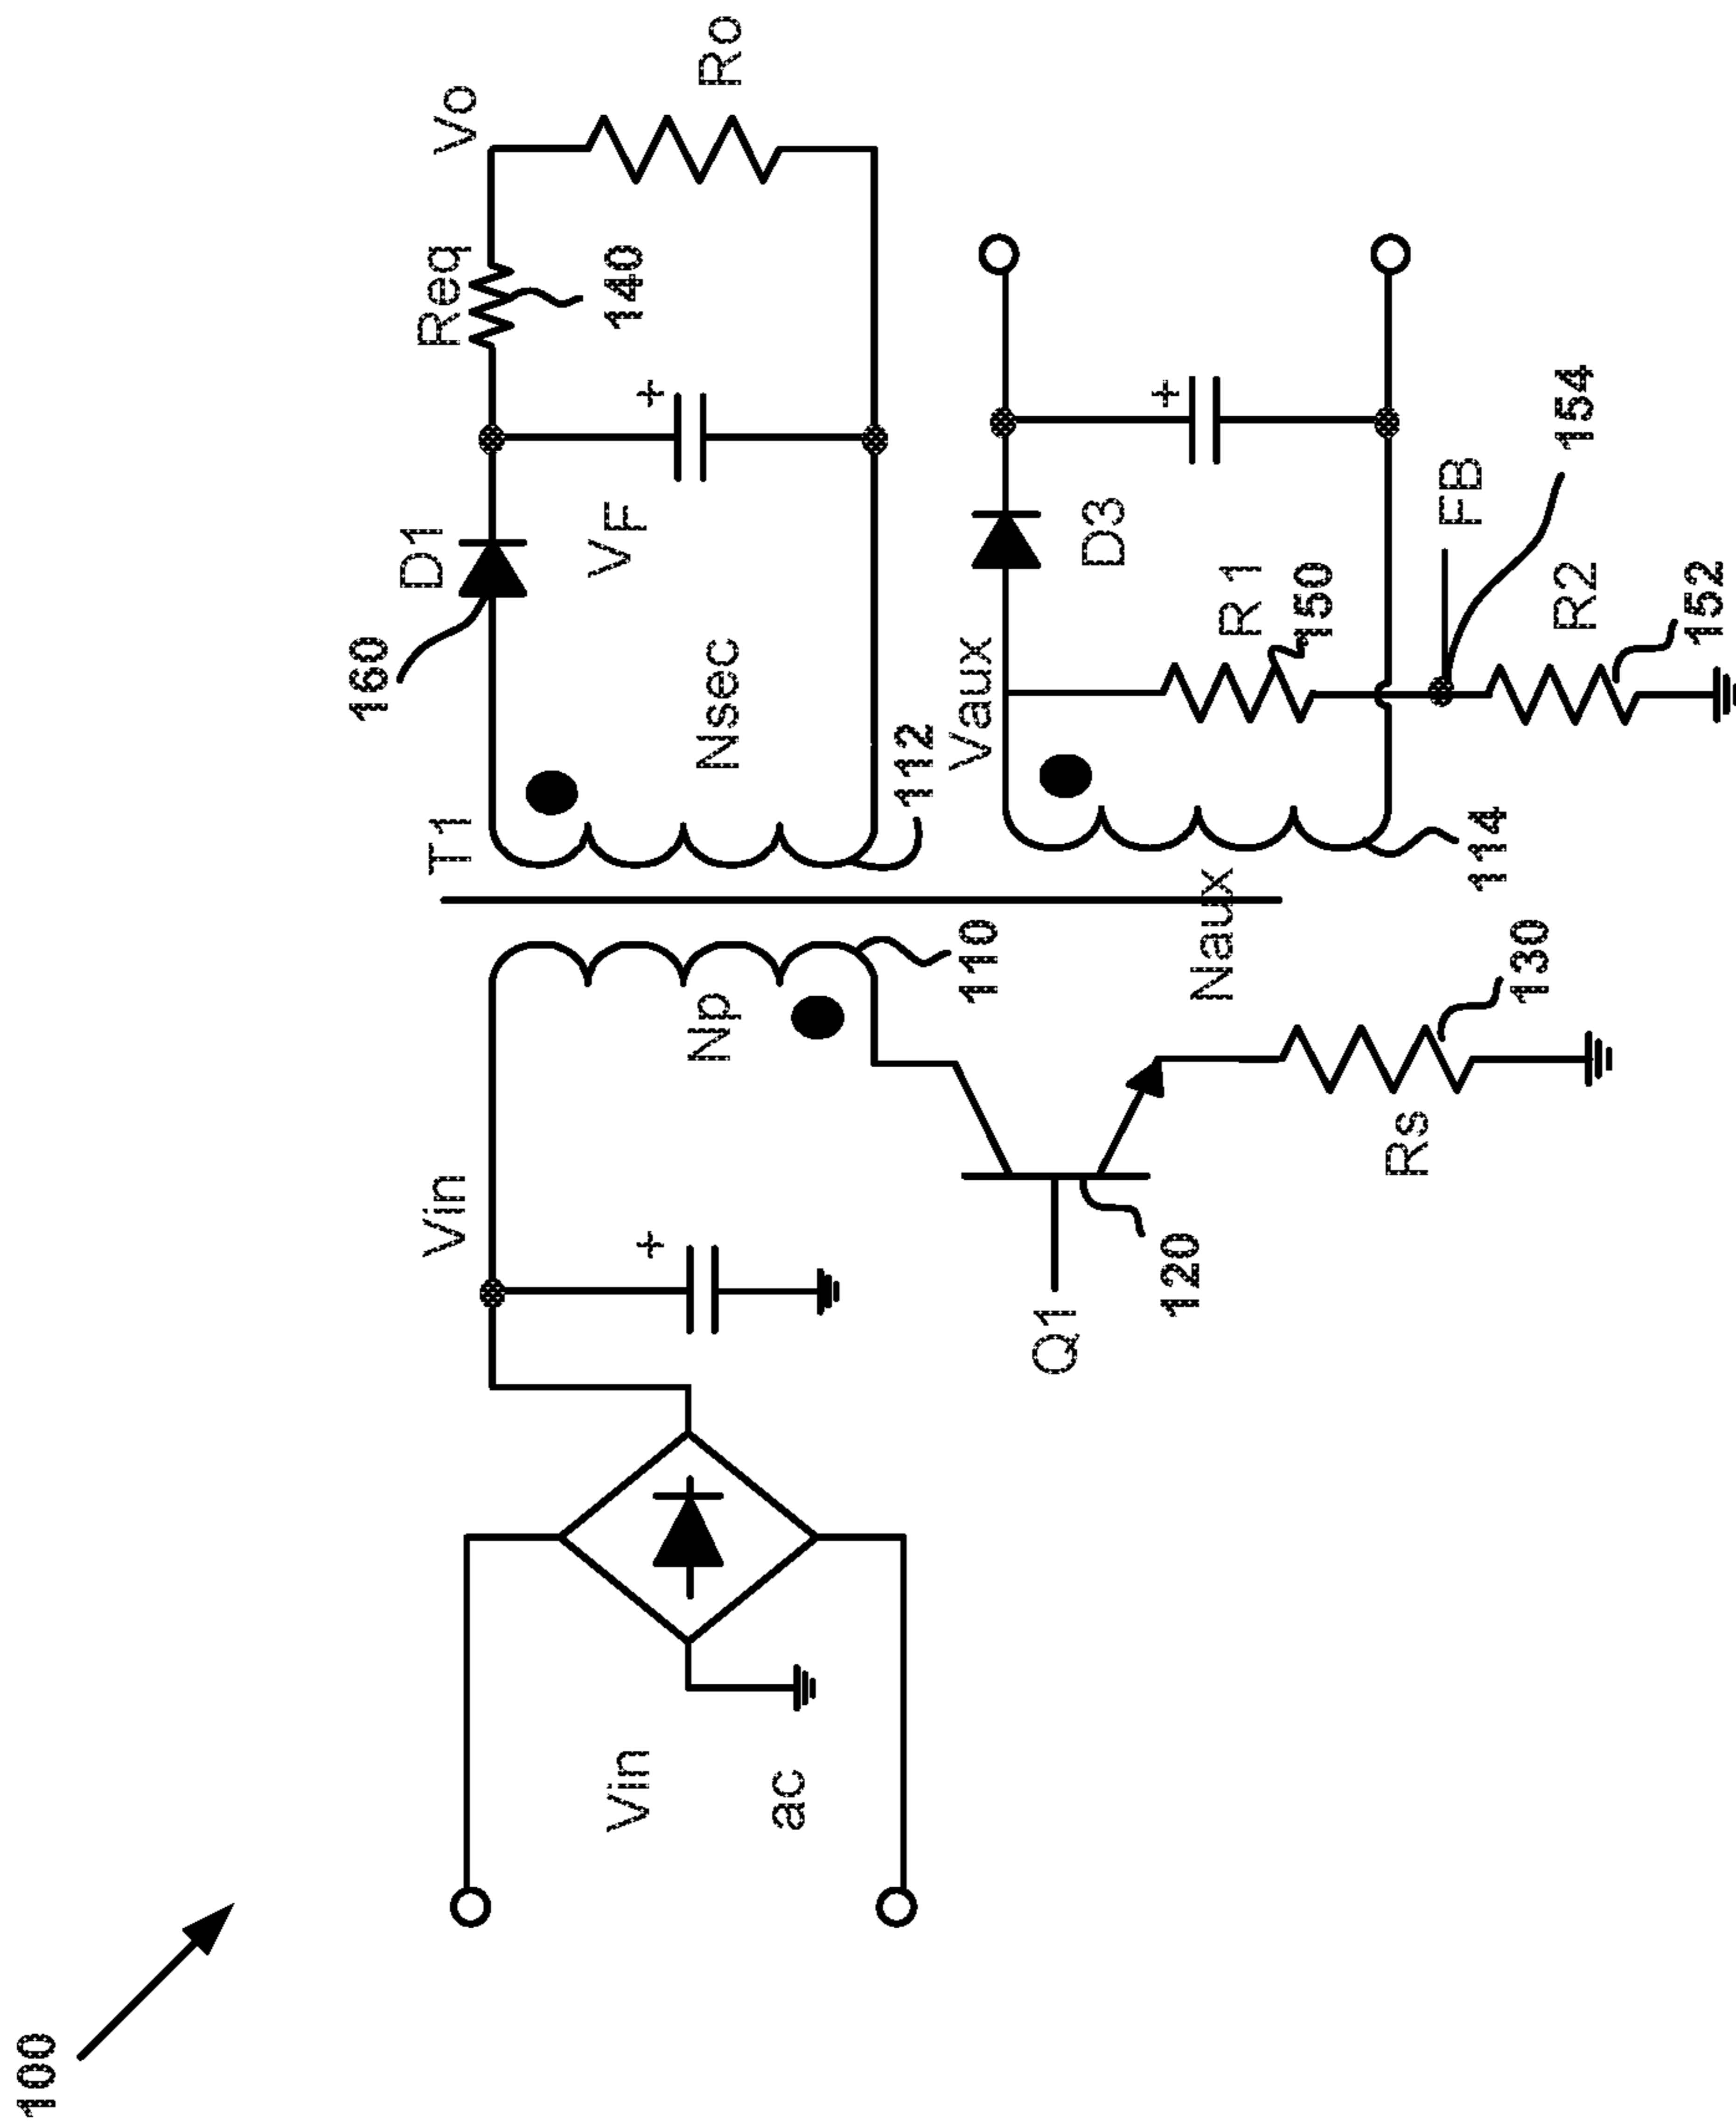 100
Vin
ac
Vin
Np
110
Q1
120
Rs
130
T1
Nsec
112
160
D1
VF
Req
140
Vo
Ro
Naux
114
Vaux
D3
R1
150
FB
154
R2
152
+
+
+